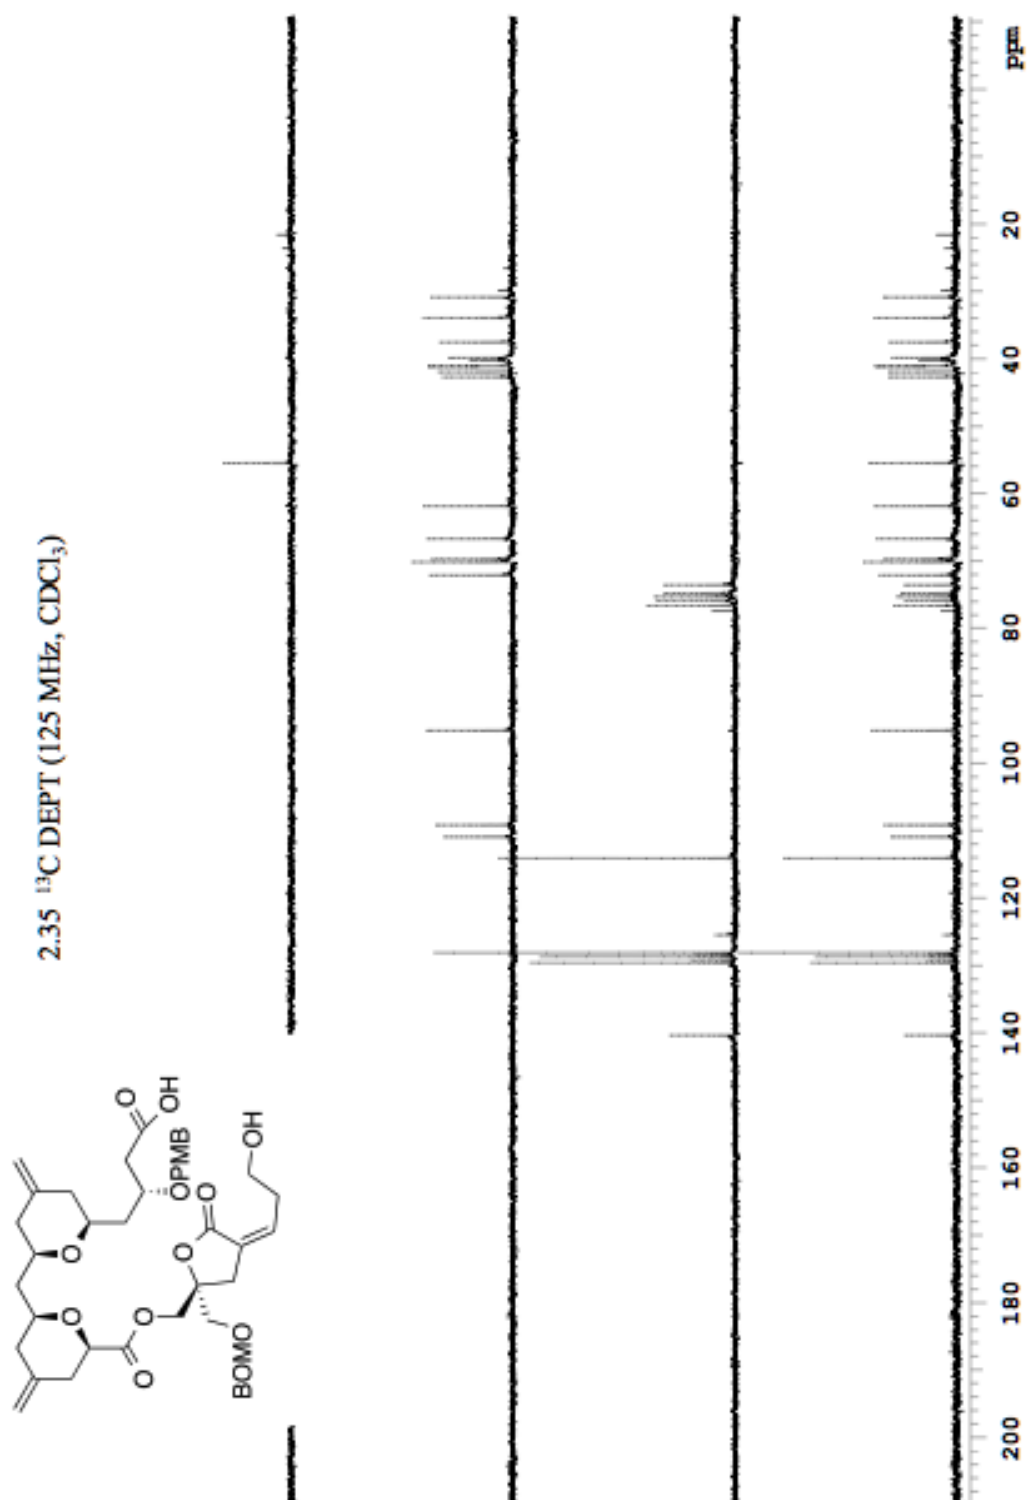 2.35 ¹³C DEPT (125 MHz, CDCl₃)
O
OH
O
OPMB
O
O
O
O
O
OH
BOMO
200
180
160
140
120
100
80
60
40
20
ppm